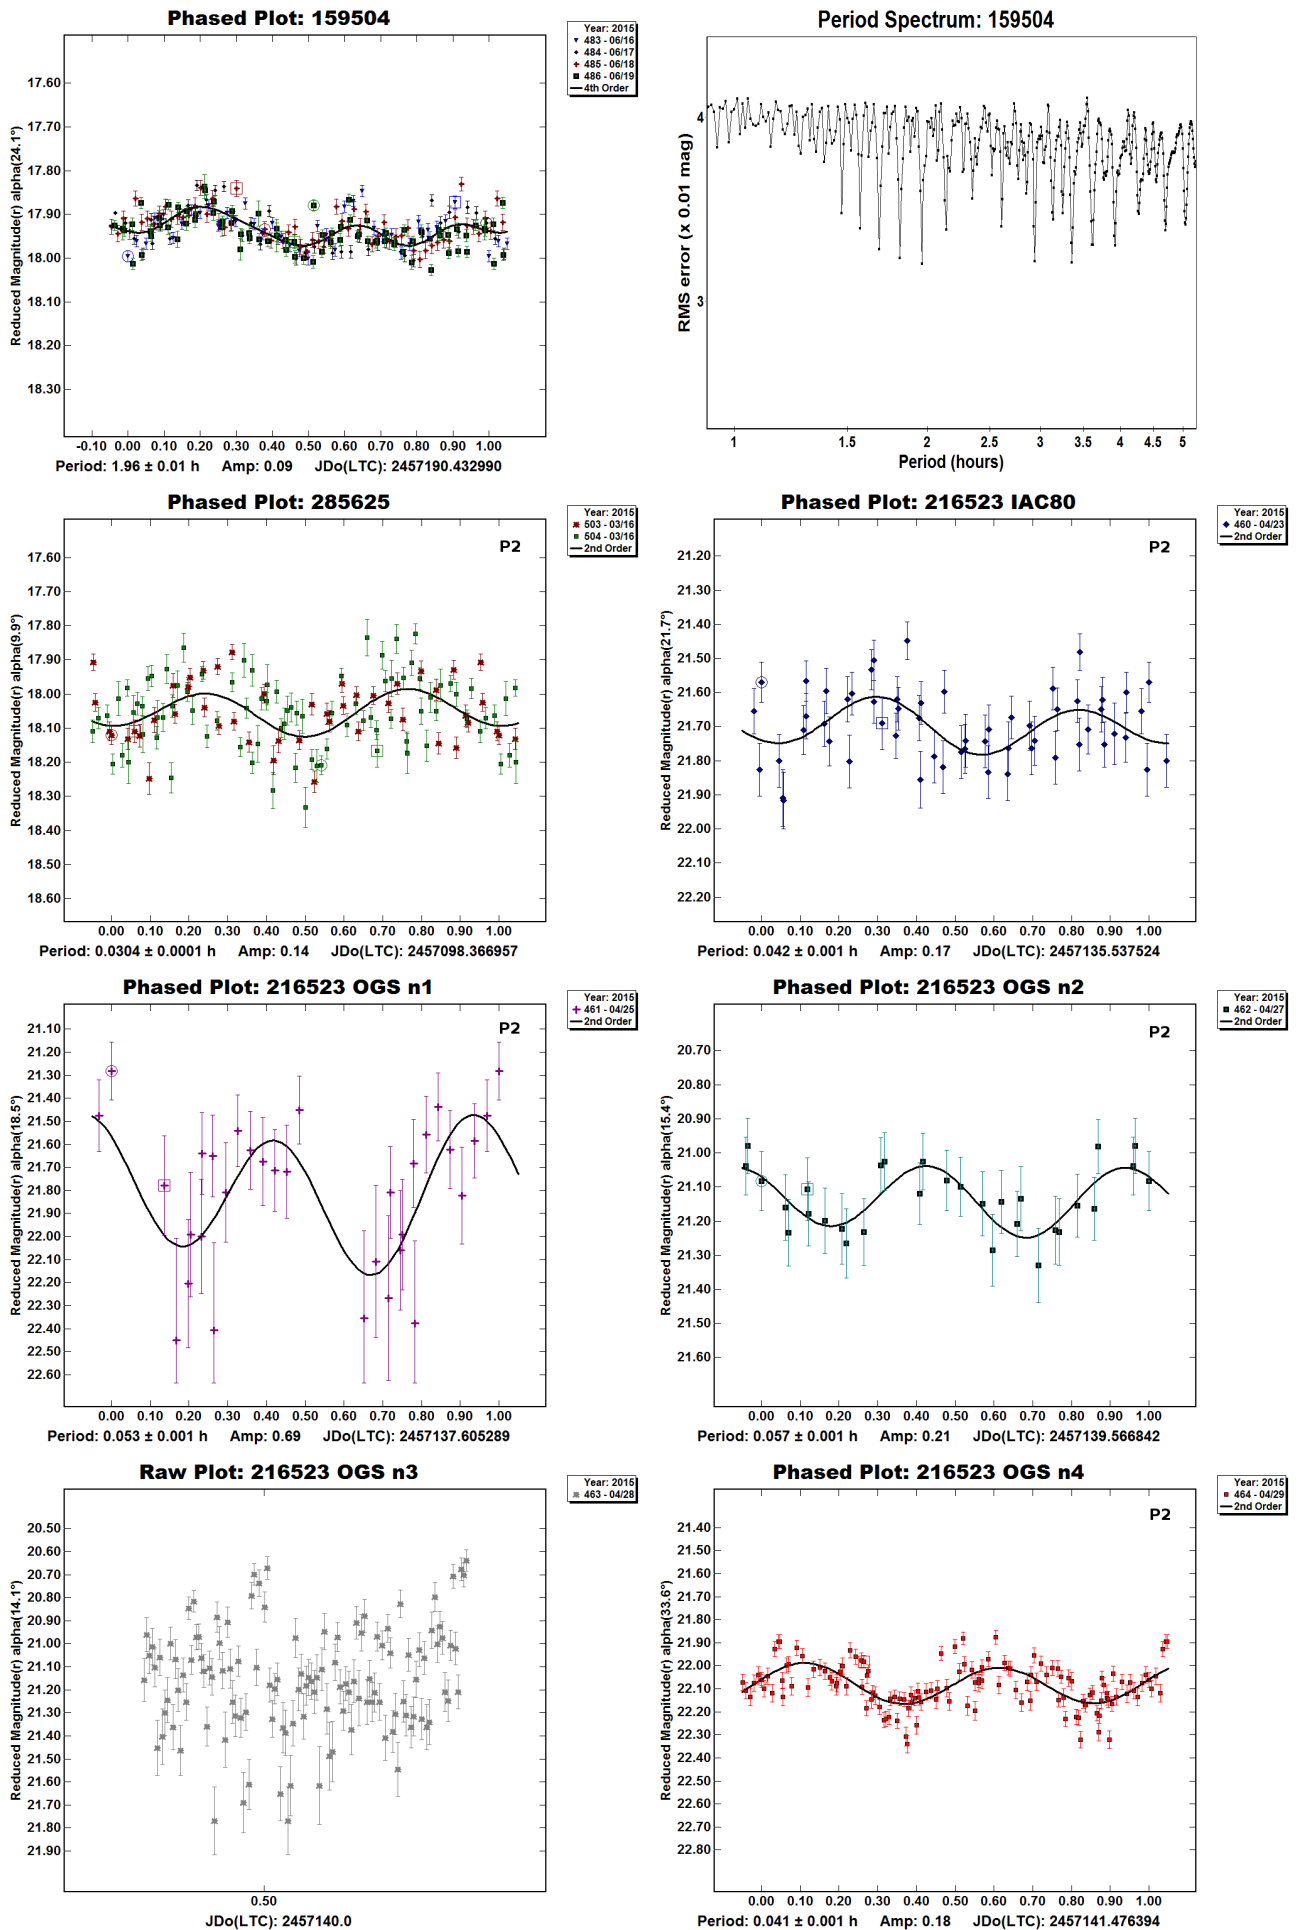 Phased Plot: 159504
Year: 2015
483 - 06/16
484 - 06/17
485 - 06/18
486 - 06/19
4th Order
Reduced Magnitude(r) alpha(24.1°)
17.60
17.70
17.80
17.90
18.00
18.10
18.20
18.30
-0.10 0.00 0.10 0.20 0.30 0.40 0.50 0.60 0.70 0.80 0.90 1.00
Period: 1.96 ± 0.01 h Amp: 0.09 JDo(LTC): 2457190.432990
Period Spectrum: 159504
RMS error (x 0.01 mag)
4
3
1 1.5 2 2.5 3 3.5 4 4.5 5
Period (hours)
Phased Plot: 285625
Year: 2015
503 - 03/16
504 - 03/16
2nd Order
P2
Reduced Magnitude(r) alpha(9.9°)
17.60
17.70
17.80
17.90
18.00
18.10
18.20
18.30
18.40
18.50
18.60
0.00 0.10 0.20 0.30 0.40 0.50 0.60 0.70 0.80 0.90 1.00
Period: 0.0304 ± 0.0001 h Amp: 0.14 JDo(LTC): 2457098.366957
Phased Plot: 216523 IAC80
Year: 2015
460 - 04/23
2nd Order
P2
Reduced Magnitude(r) alpha(21.7°)
21.20
21.30
21.40
21.50
21.60
21.70
21.80
21.90
22.00
22.10
22.20
0.00 0.10 0.20 0.30 0.40 0.50 0.60 0.70 0.80 0.90 1.00
Period: 0.042 ± 0.001 h Amp: 0.17 JDo(LTC): 2457135.537524
Phased Plot: 216523 OGS n1
Year: 2015
461 - 04/25
2nd Order
P2
Reduced Magnitude(r) alpha(18.5°)
21.10
21.20
21.30
21.40
21.50
21.60
21.70
21.80
21.90
22.00
22.10
22.20
22.30
22.40
22.50
22.60
0.00 0.10 0.20 0.30 0.40 0.50 0.60 0.70 0.80 0.90 1.00
Period: 0.053 ± 0.001 h Amp: 0.69 JDo(LTC): 2457137.605289
Phased Plot: 216523 OGS n2
Year: 2015
462 - 04/27
2nd Order
P2
Reduced Magnitude(r) alpha(15.4°)
20.70
20.80
20.90
21.00
21.10
21.20
21.30
21.40
21.50
21.60
0.00 0.10 0.20 0.30 0.40 0.50 0.60 0.70 0.80 0.90 1.00
Period: 0.057 ± 0.001 h Amp: 0.21 JDo(LTC): 2457139.566842
Raw Plot: 216523 OGS n3
Year: 2015
463 - 04/28
Reduced Magnitude(r) alpha(14.1°)
20.50
20.60
20.70
20.80
20.90
21.00
21.10
21.20
21.30
21.40
21.50
21.60
21.70
21.80
21.90
0.50
JDo(LTC): 2457140.0
Phased Plot: 216523 OGS n4
Year: 2015
464 - 04/29
2nd Order
P2
Reduced Magnitude(r) alpha(33.6°)
21.40
21.50
21.60
21.70
21.80
21.90
22.00
22.10
22.20
22.30
22.40
22.50
22.60
22.70
22.80
0.00 0.10 0.20 0.30 0.40 0.50 0.60 0.70 0.80 0.90 1.00
Period: 0.041 ± 0.001 h Amp: 0.18 JDo(LTC): 2457141.476394